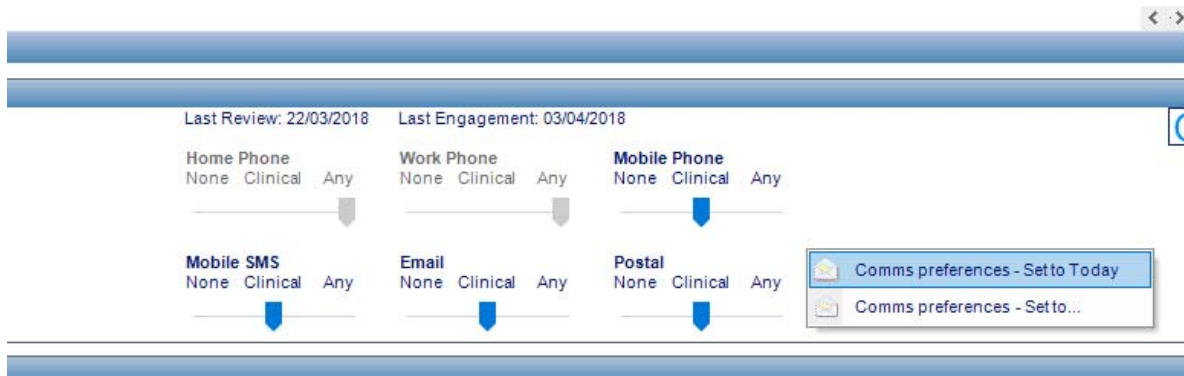 Last Review: 22/03/2018 Last Engagement: 03/04/2018
Home Phone Work Phone Mobile Phone
None Clinical Any None Clinical Any None Clinical Any
Mobile SMS Email Postal
None Clinical Any None Clinical Any None Clinical Any
Comms preferences - Set to Today
Comms preferences - Set to...